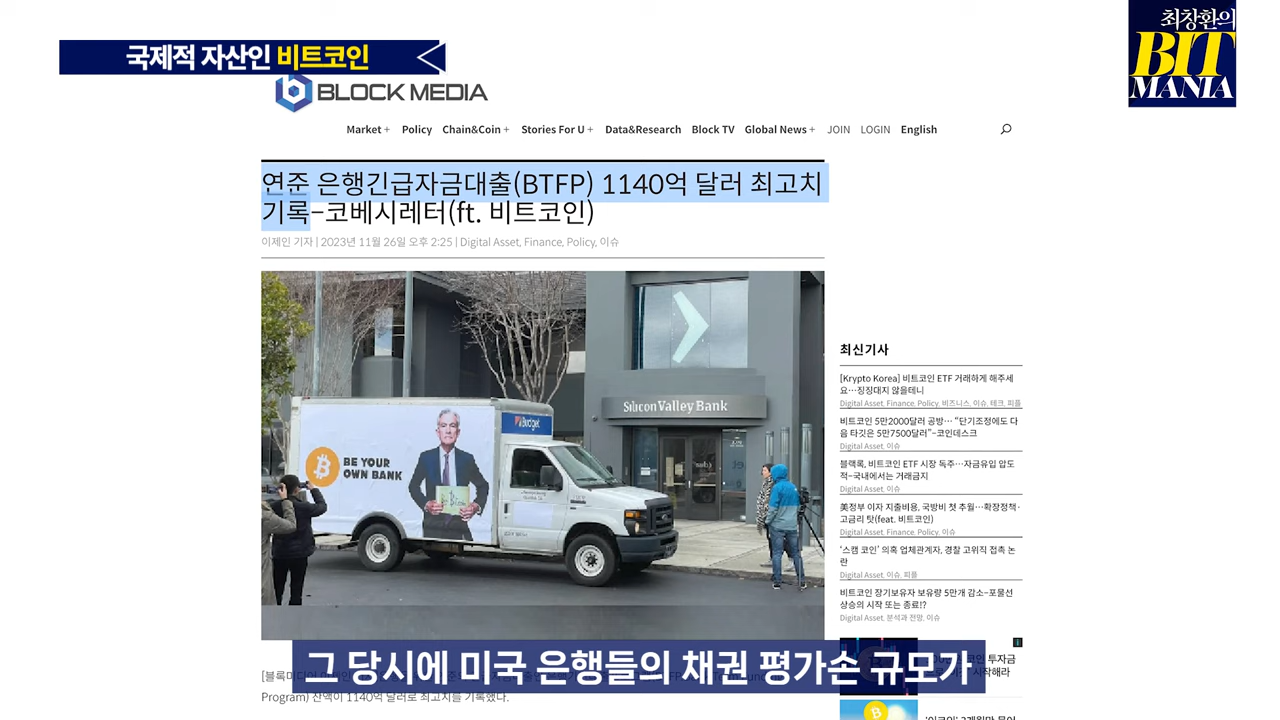 국제적 자산인 비트코인
최창환의
BIT
MANIA
BLOCK MEDIA
Market + Policy Chain&Coin + Stories For U + Data&Research Block TV Global News + JOIN LOGIN English
연준 은행긴급자금대출(BTFP) 1140억 달러 최고치
기록-코베시레터(ft. 비트코인)
이제인 기자 | 2023년 11월 26일 오후 2:25 | Digital Asset, Finance, Policy, 이슈
Silicon Valley Bank
Budget
BE YOUR
OWN BANK
최신기사
[Krypto Korea] 비트코인 ETF 거래하게 해주세
요…징징대지 않을테니
Digital Asset, Finance, Policy, 비즈니스, 이슈, 테크, 피플
비트코인 5만2000달러 공방… “단기조정에도 다
음 타깃은 5만7500달러”-코인데스크
Digital Asset, 이슈
블랙록, 비트코인 ETF 시장 독주…자금유입 압도
적-국내에서는 거래금지
Digital Asset, 이슈
美정부 이자 지출비용, 국방비 첫 추월…확장정책·
고금리 탓(feat. 비트코인)
Digital Asset, Finance, Policy, 이슈
‘스캠 코인’ 의혹 업체관계자, 경찰 고위직 접촉 논
란
Digital Asset, 이슈, 피플
비트코인 장기보유자 보유량 5만개 감소-포물선
상승의 시작 또는 종료!?
Digital Asset, 분석과 전망, 이슈
그 당시에 미국 은행들의 채권 평가손 규모가
Program) 잔액이 1140억 달러로 최고치를 기록했다.